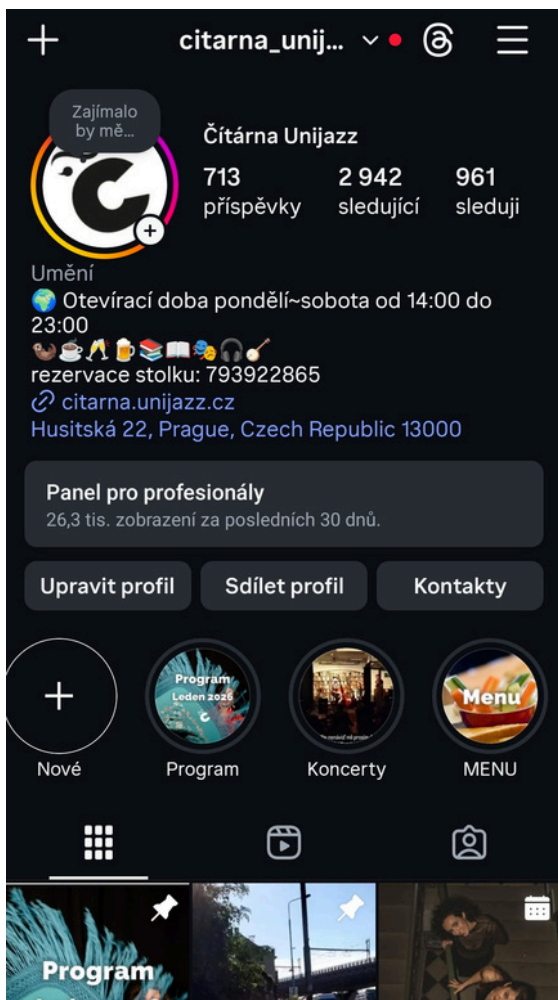 citarna_unij...
Zajímalo
by mě...
Čítárna Unijazz
713 2 942 961
příspěvky sledující sleduji
Umění
🌍 Otevírací doba pondělí~sobota od 14:00 do
23:00
🦦☕🥂🍺📚📖🎭🎧🪕
rezervace stolku: 793922865
citarna.unijazz.cz
Husitská 22, Prague, Czech Republic 13000
Panel pro profesionály
26,3 tis. zobrazení za posledních 30 dnů.
Upravit profil Sdílet profil Kontakty
Program
Leden 2026
Menu
Nové Program Koncerty MENU
Program